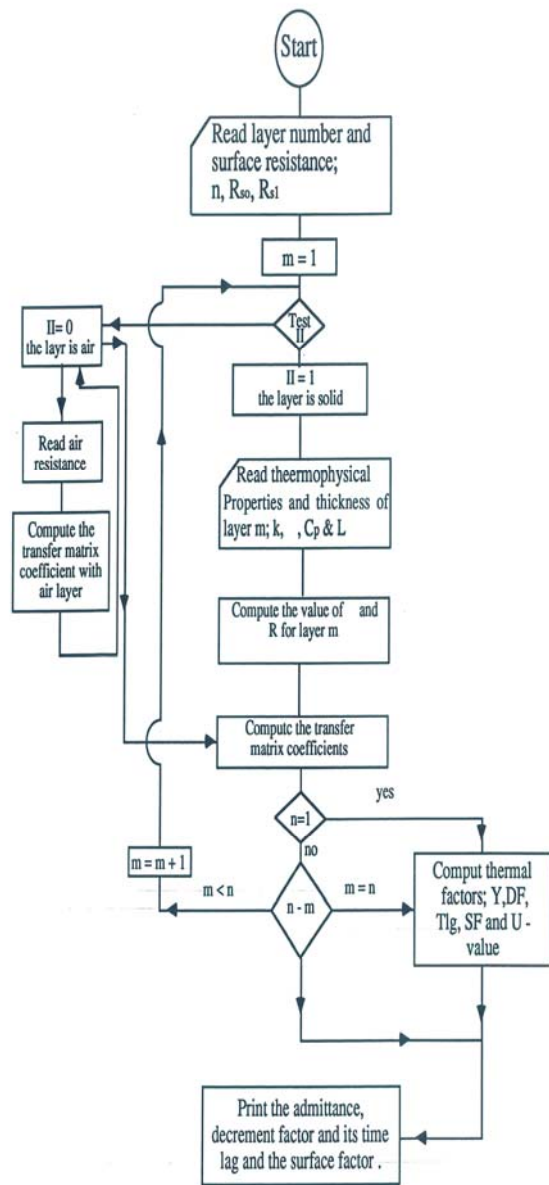 Start
Read layer number and
surface resistance;
n, Rso, Rs1
m = 1
Test
II
II= 0
the layr is air
II = 1
the layer is solid
Read air
resistance
Read theermophysical
Properties and thickness of
layer m; k, , Cp & L
Compute the
transfer matrix
coefficient with
air layer
Compute the value of and
R for layer m
Compute the transfer
matrix coefficients
yes
n=1
no
m = m + 1
m < n
n - m
m = n
Comput thermal
factors; Y,DF,
Tlg, SF and U -
value
Print the admittance,
decrement factor and its time
lag and the surface factor .